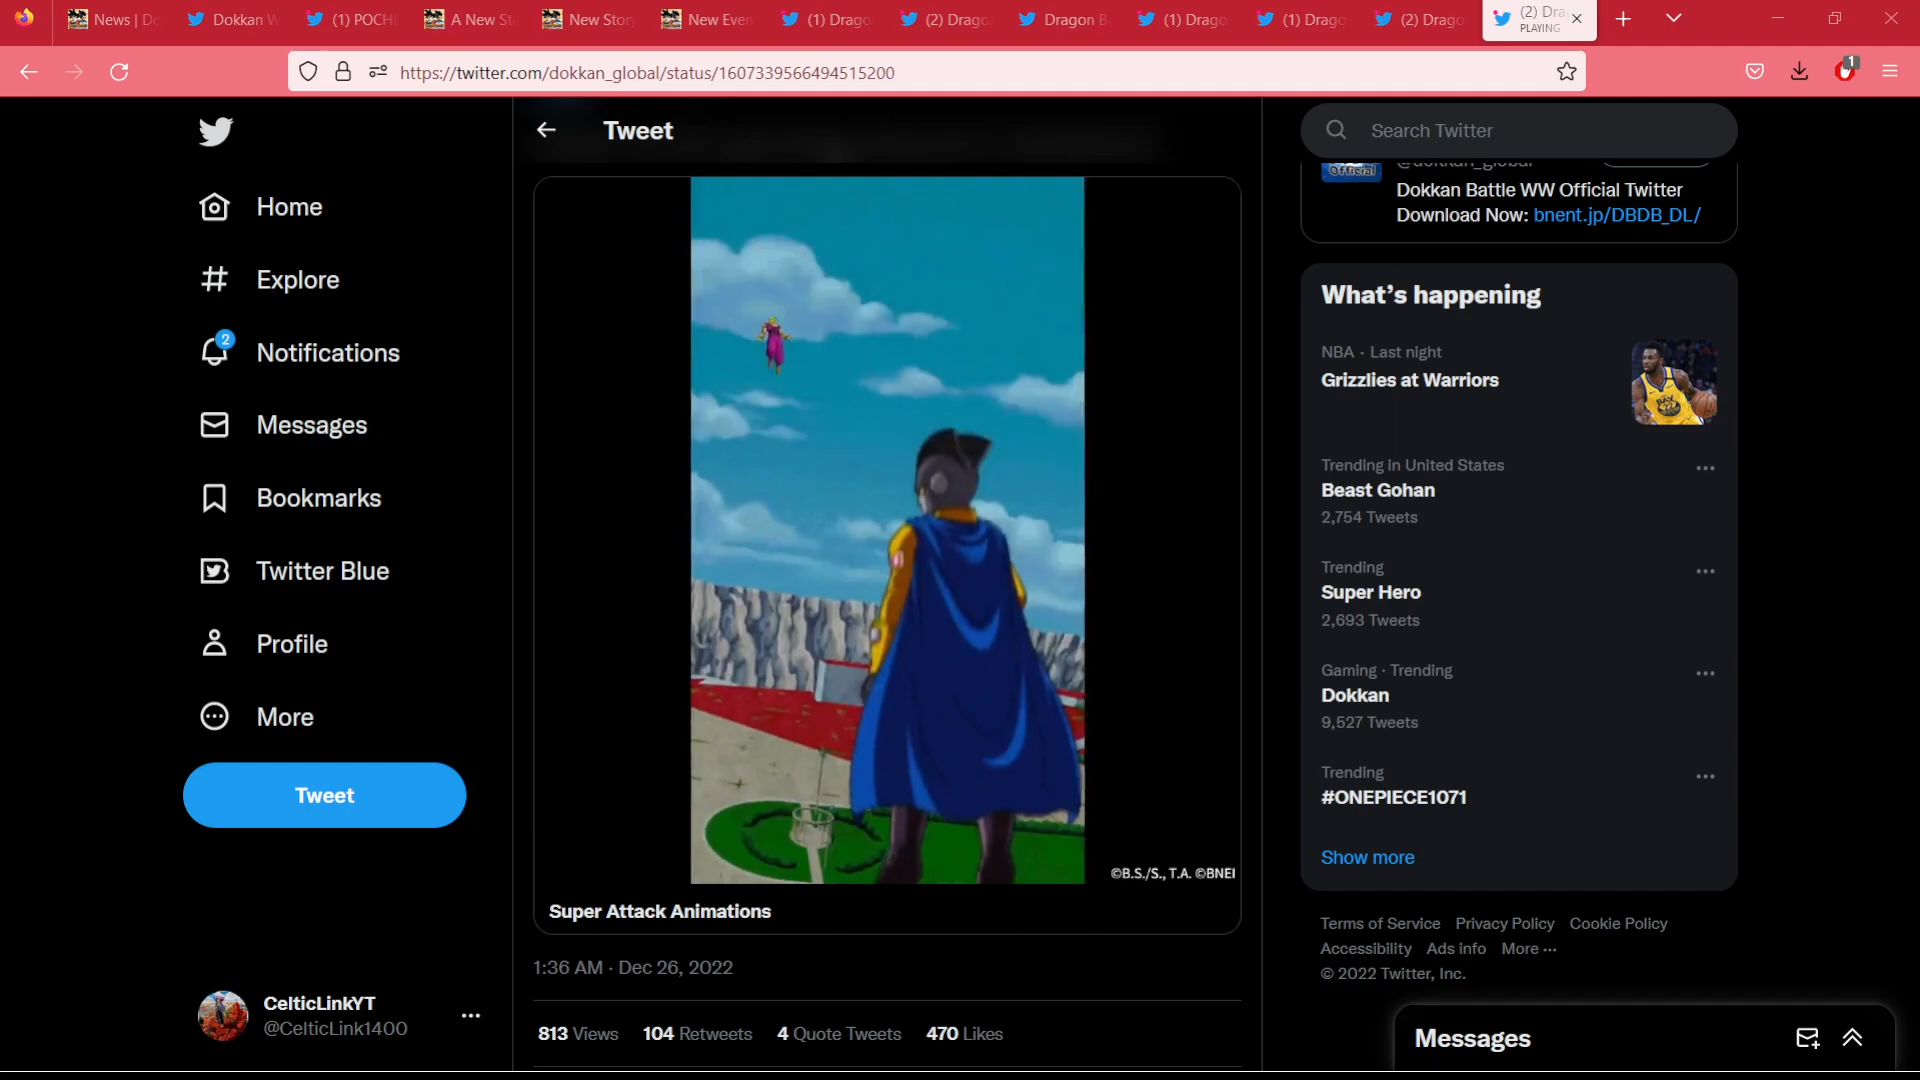 News | Do
Dokkan W
(1) POCHI
A New St
New Stor
New Even
(1) Drago
(2) Drago
Dragon B
(1) Drago
(1) Drago
(2) Drago
(2) Dra
PLAYING
https://twitter.com/dokkan_global/status/1607339566494515200
1
Tweet
Search Twitter
Home
Explore
2
Notifications
Messages
Bookmarks
Twitter Blue
Profile
More
Tweet
CelticLinkYT
@CelticLink1400
©B.S./S., T.A. ©BNEI
Super Attack Animations
1:36 AM · Dec 26, 2022
813 Views 104 Retweets 4 Quote Tweets 470 Likes
Official
@dokkan_global
Dokkan Battle WW Official Twitter
Download Now: bnent.jp/DBDB_DL/
What's happening
NBA · Last night
Grizzlies at Warriors
Trending in United States
Beast Gohan
2,754 Tweets
Trending
Super Hero
2,693 Tweets
Gaming · Trending
Dokkan
9,527 Tweets
Trending
#ONEPIECE1071
Show more
Terms of Service Privacy Policy Cookie Policy
Accessibility Ads info More ···
© 2022 Twitter, Inc.
Messages